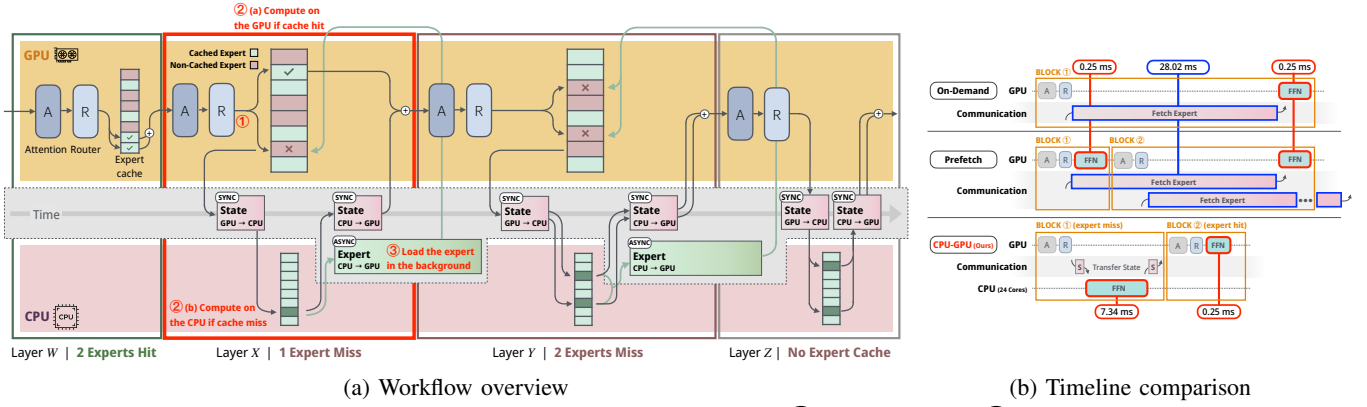 ② (a) Compute on
the GPU if cache hit
GPU
Cached Expert
Non-Cached Expert
A
R
Attention Router
Expert
cache
A
R
①
A
R
A
R
Time
SYNC
State
GPU → CPU
SYNC
State
CPU → GPU
SYNC
State
GPU → CPU
SYNC
State
CPU → GPU
SYNC
State
GPU → CPU
SYNC
State
CPU → GPU
ASYNC
Expert
CPU → GPU
③ Load the expert
in the background
ASYNC
Expert
CPU → GPU
② (b) Compute on
the CPU if cache miss
CPU
CPU
Layer W | 2 Experts Hit
Layer X | 1 Expert Miss
Layer Y | 2 Experts Miss
Layer Z | No Expert Cache
(a) Workflow overview
0.25 ms
28.02 ms
0.25 ms
BLOCK ①
On-Demand
GPU
A
R
FFN
Communication
Fetch Expert
BLOCK ①
BLOCK ②
Prefetch
GPU
A
R
FFN
A
R
FFN
Communication
Fetch Expert
Fetch Expert
BLOCK ① (expert miss)
BLOCK ② (expert hit)
CPU-GPU (Ours)
GPU
A
R
A
R
FFN
Communication
S
Transfer State
S
CPU (24 Cores)
FFN
7.34 ms
0.25 ms
(b) Timeline comparison